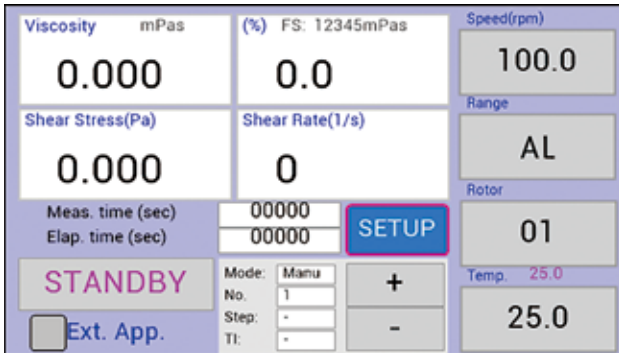 Viscosity mPas
0.000
(%) FS: 12345mPas
0.0
Speed(rpm)
100.0
Shear Stress(Pa)
0.000
Shear Rate(1/s)
0
Range
AL
Meas. time (sec) 00000
Elap. time (sec) 00000
SETUP
Rotor
01
STANDBY
Ext. App.
Mode: Manu
No. 1
Step: -
TI: -
+
-
Temp. 25.0
25.0